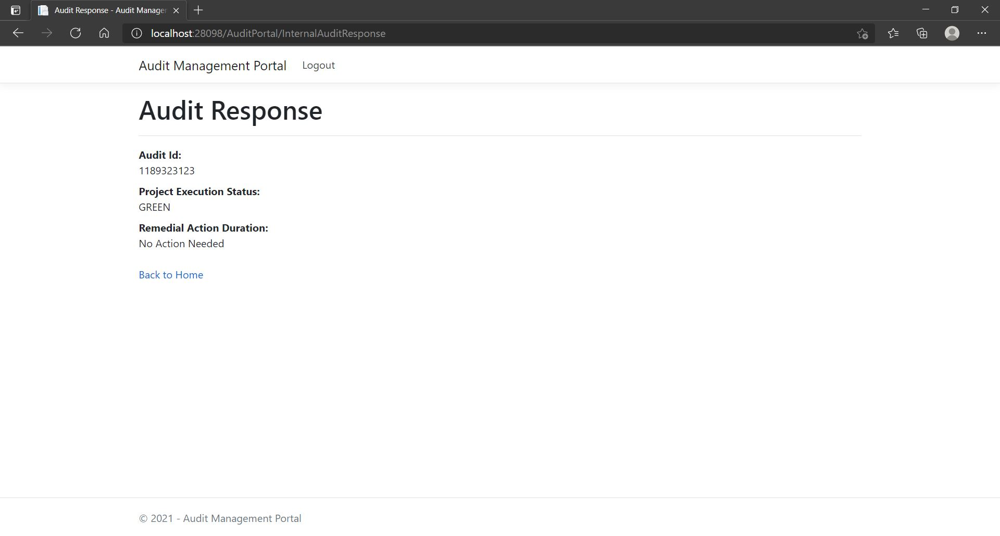 Audit Response - Audit Manager
localhost:28098/AuditPortal/InternalAuditResponse
Audit Management Portal Logout
Audit Response
Audit Id:
1189323123
Project Execution Status:
GREEN
Remedial Action Duration:
No Action Needed
Back to Home
© 2021 - Audit Management Portal